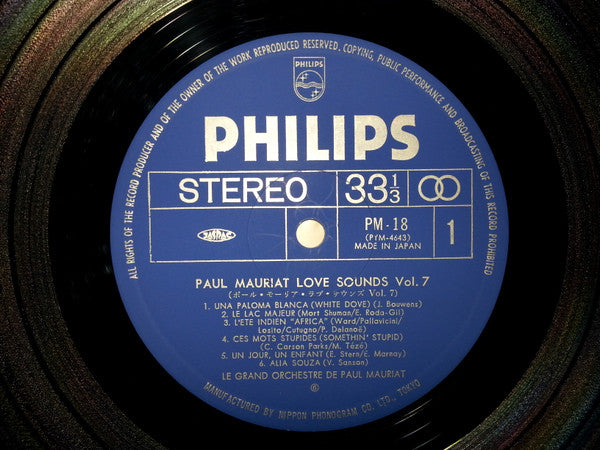 ALL RIGHTS OF THE RECORD PRODUCER AND OF THE OWNER OF THE WORK REPRODUCED RESERVED. COPYING, PUBLIC PERFORMANCE AND BROADCASTING OF THIS RECORD PROHIBITED
PHILIPS
PHILIPS
STEREO 33 1/3
JASRAC
PM-18
(PYM-4643)
MADE IN JAPAN
1
PAUL MAURIAT LOVE SOUNDS Vol. 7
(ポール・モーリア・ラブ・サウンズ Vol. 7)
1. UNA PALOMA BLANCA (WHITE DOVE) (J. Bouwens)
2. LE LAC MAJEUR (Mort Shuman/E. Roda-Gil)
3. L'ETE INDIEN "AFRICA" (Ward/Pallavicini/
Losito/Cutugno/P. Delanoë)
4. CES MOTS STUPIDES (SOMETHIN' STUPID)
(C. Carson Parks/M. Tézé)
5. UN JOUR, UN ENFANT (E. Stern/E. Marnay)
6. ALIA SOUZA (V. Sanson)
LE GRAND ORCHESTRE DE PAUL MAURIAT
Ⓟ
MANUFACTURED BY NIPPON PHONOGRAM CO. LTD., TOKYO